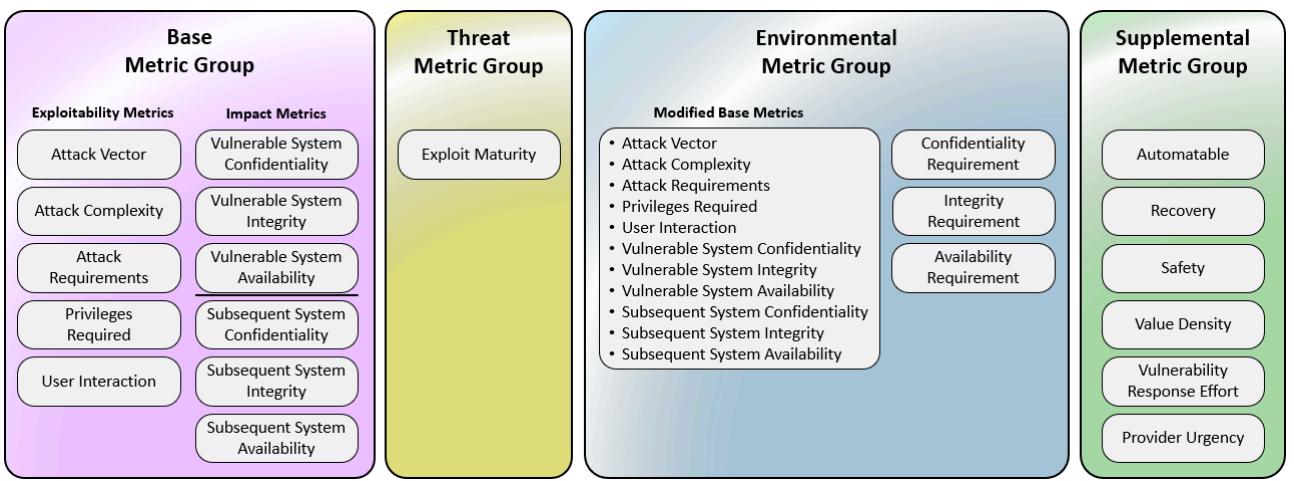 Base
Metric Group
Exploitability Metrics
Attack Vector
Attack Complexity
Attack
Requirements
Privileges
Required
User Interaction
Impact Metrics
Vulnerable System
Confidentiality
Vulnerable System
Integrity
Vulnerable System
Availability
Subsequent System
Confidentiality
Subsequent System
Integrity
Subsequent System
Availability
Threat
Metric Group
Exploit Maturity
Environmental
Metric Group
Modified Base Metrics
• Attack Vector
• Attack Complexity
• Attack Requirements
• Privileges Required
• User Interaction
• Vulnerable System Confidentiality
• Vulnerable System Integrity
• Vulnerable System Availability
• Subsequent System Confidentiality
• Subsequent System Integrity
• Subsequent System Availability
Confidentiality
Requirement
Integrity
Requirement
Availability
Requirement
Supplemental
Metric Group
Automatable
Recovery
Safety
Value Density
Vulnerability
Response Effort
Provider Urgency